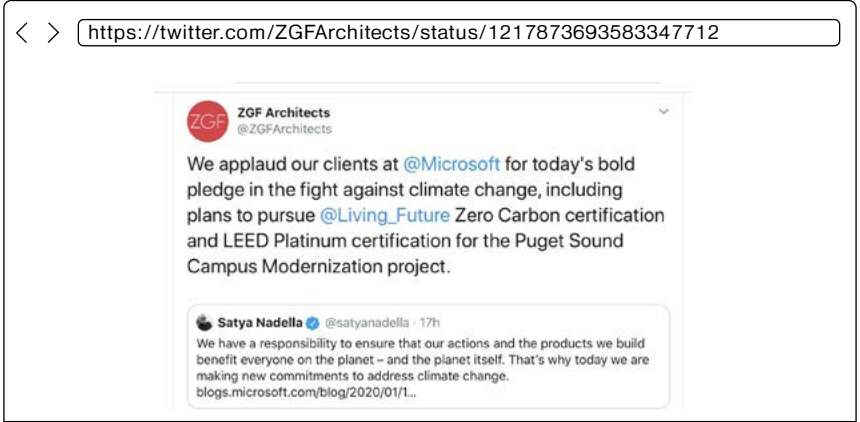 https://twitter.com/ZGFArchitects/status/1217873693583347712
ZGF
ZGF Architects
@ZGFArchitects
We applaud our clients at @Microsoft for today's bold
pledge in the fight against climate change, including
plans to pursue @Living_Future Zero Carbon certification
and LEED Platinum certification for the Puget Sound
Campus Modernization project.
Satya Nadella @satyanadella · 17h
We have a responsibility to ensure that our actions and the products we build
benefit everyone on the planet – and the planet itself. That's why today we are
making new commitments to address climate change.
blogs.microsoft.com/blog/2020/01/1...